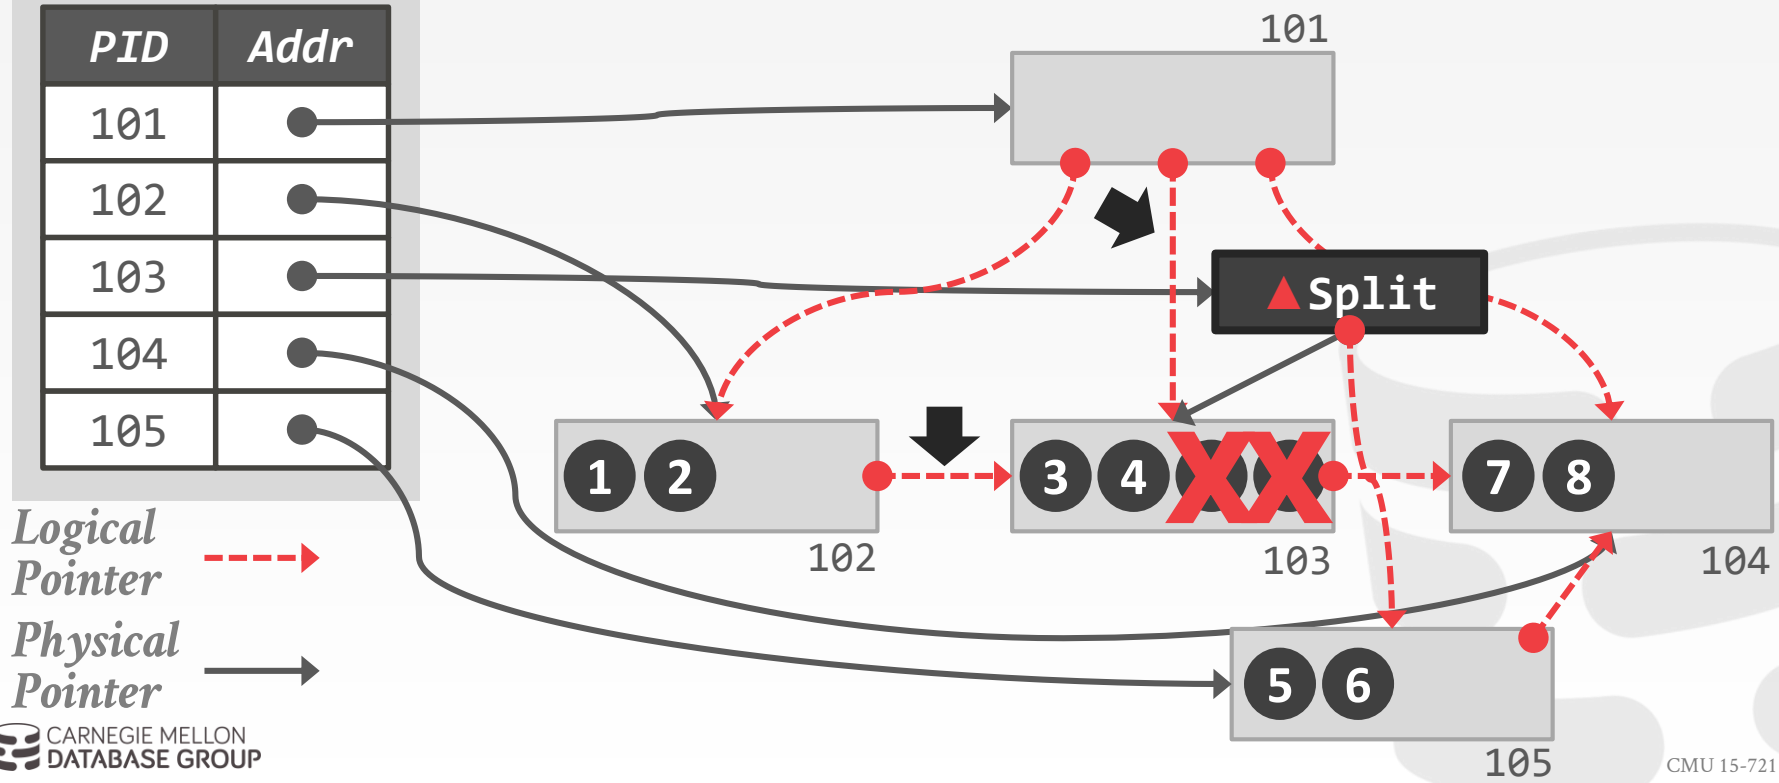 PID Addr
101
102
103
104
105
Logical
Pointer
Physical
Pointer
101
▲Split
1 2
102
3 4 X X
103
7 8
104
5 6
105
CARNEGIE MELLON
DATABASE GROUP
CMU 15-721